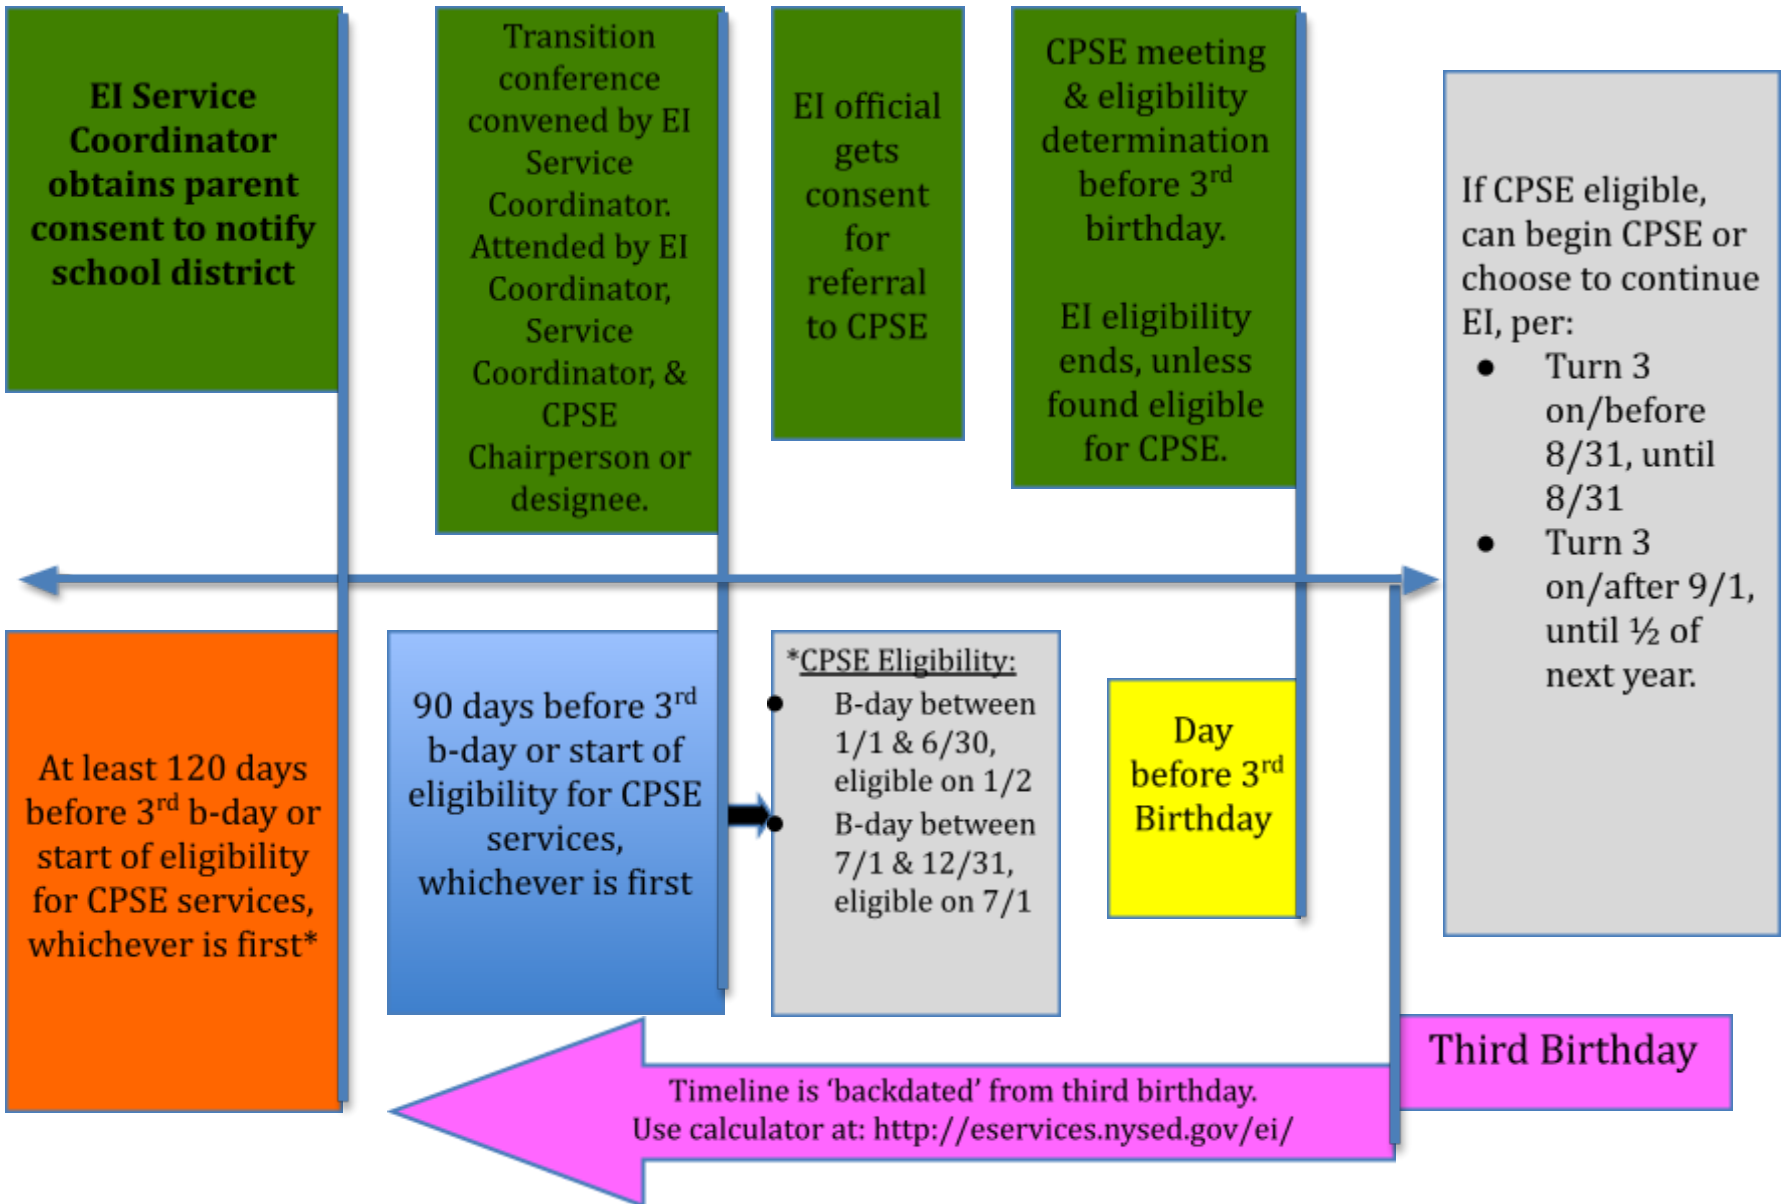 EI Service
Coordinator
obtains parent
consent to notify
school district
Transition
conference
convened by EI
Service
Coordinator.
Attended by EI
Coordinator,
Service
Coordinator, &
CPSE
Chairperson or
designee.
EI official
gets
consent
for
referral
to CPSE
CPSE meeting
& eligibility
determination
before 3rd
birthday.
EI eligibility
ends, unless
found eligible
for CPSE.
If CPSE eligible,
can begin CPSE or
choose to continue
EI, per:
● Turn 3
on/before
8/31, until
8/31
● Turn 3
on/after 9/1,
until ½ of
next year.
At least 120 days
before 3rd b-day or
start of eligibility
for CPSE services,
whichever is first*
90 days before 3rd
b-day or start of
eligibility for CPSE
services,
whichever is first
*CPSE Eligibility:
● B-day between
1/1 & 6/30,
eligible on 1/2
● B-day between
7/1 & 12/31,
eligible on 7/1
Day
before 3rd
Birthday
Third Birthday
Timeline is ‘backdated’ from third birthday.
Use calculator at: http://eservices.nysed.gov/ei/